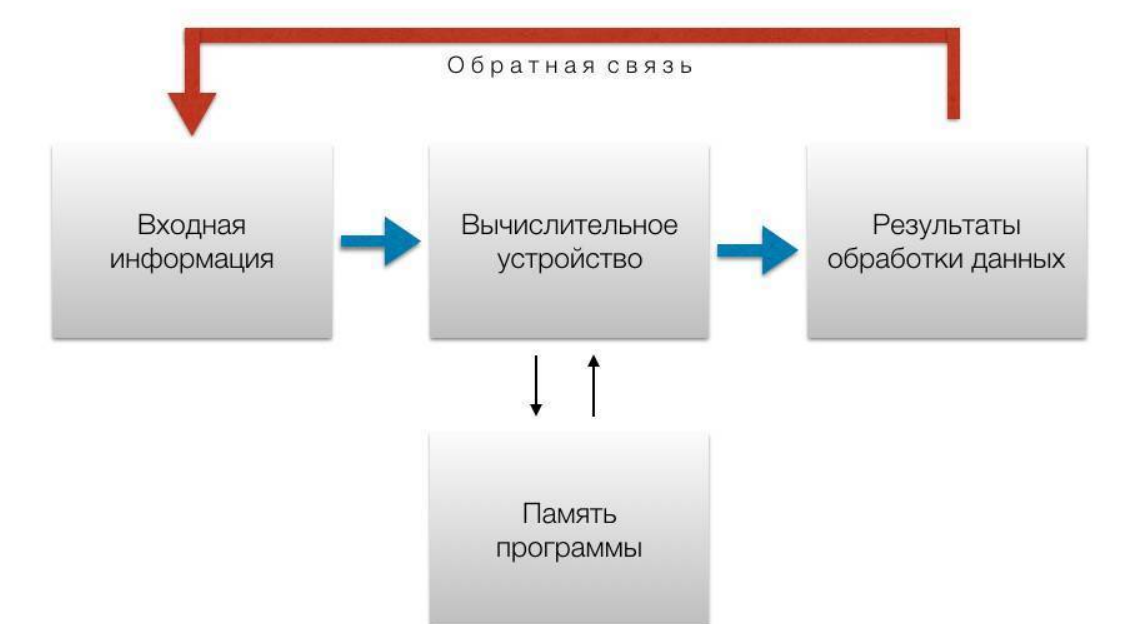 Обратная связь
Входная
информация
Вычислительное
устройство
Результаты
обработки данных
Память
программы